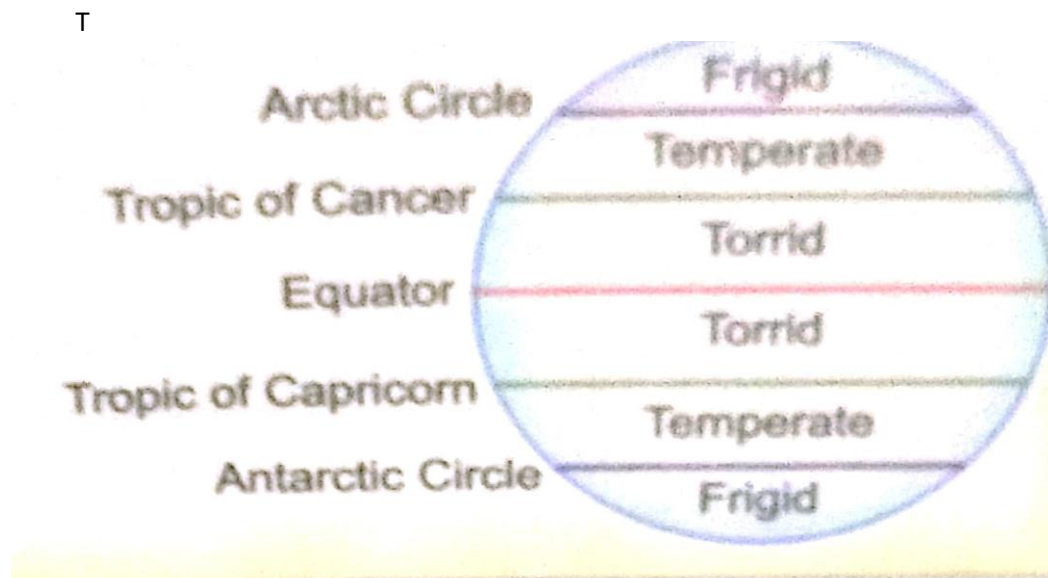 T
Frigid
Arctic Circle
Temperate
Tropic of Cancer
Torrid
Equator
Torrid
Tropic of Capricorn
Temperate
Antarctic Circle
Frigid